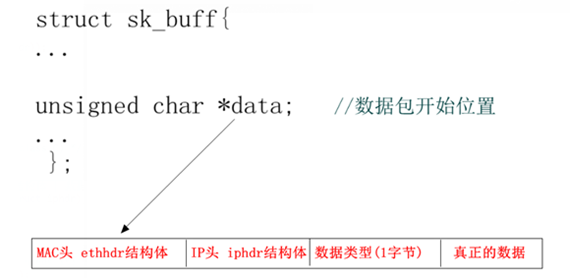 struct sk_buff{
...
unsigned char *data; //数据包开始位置
...
};
MAC头 ethhdr结构体 IP头 iphdr结构体 数据类型(1字节) 真正的数据